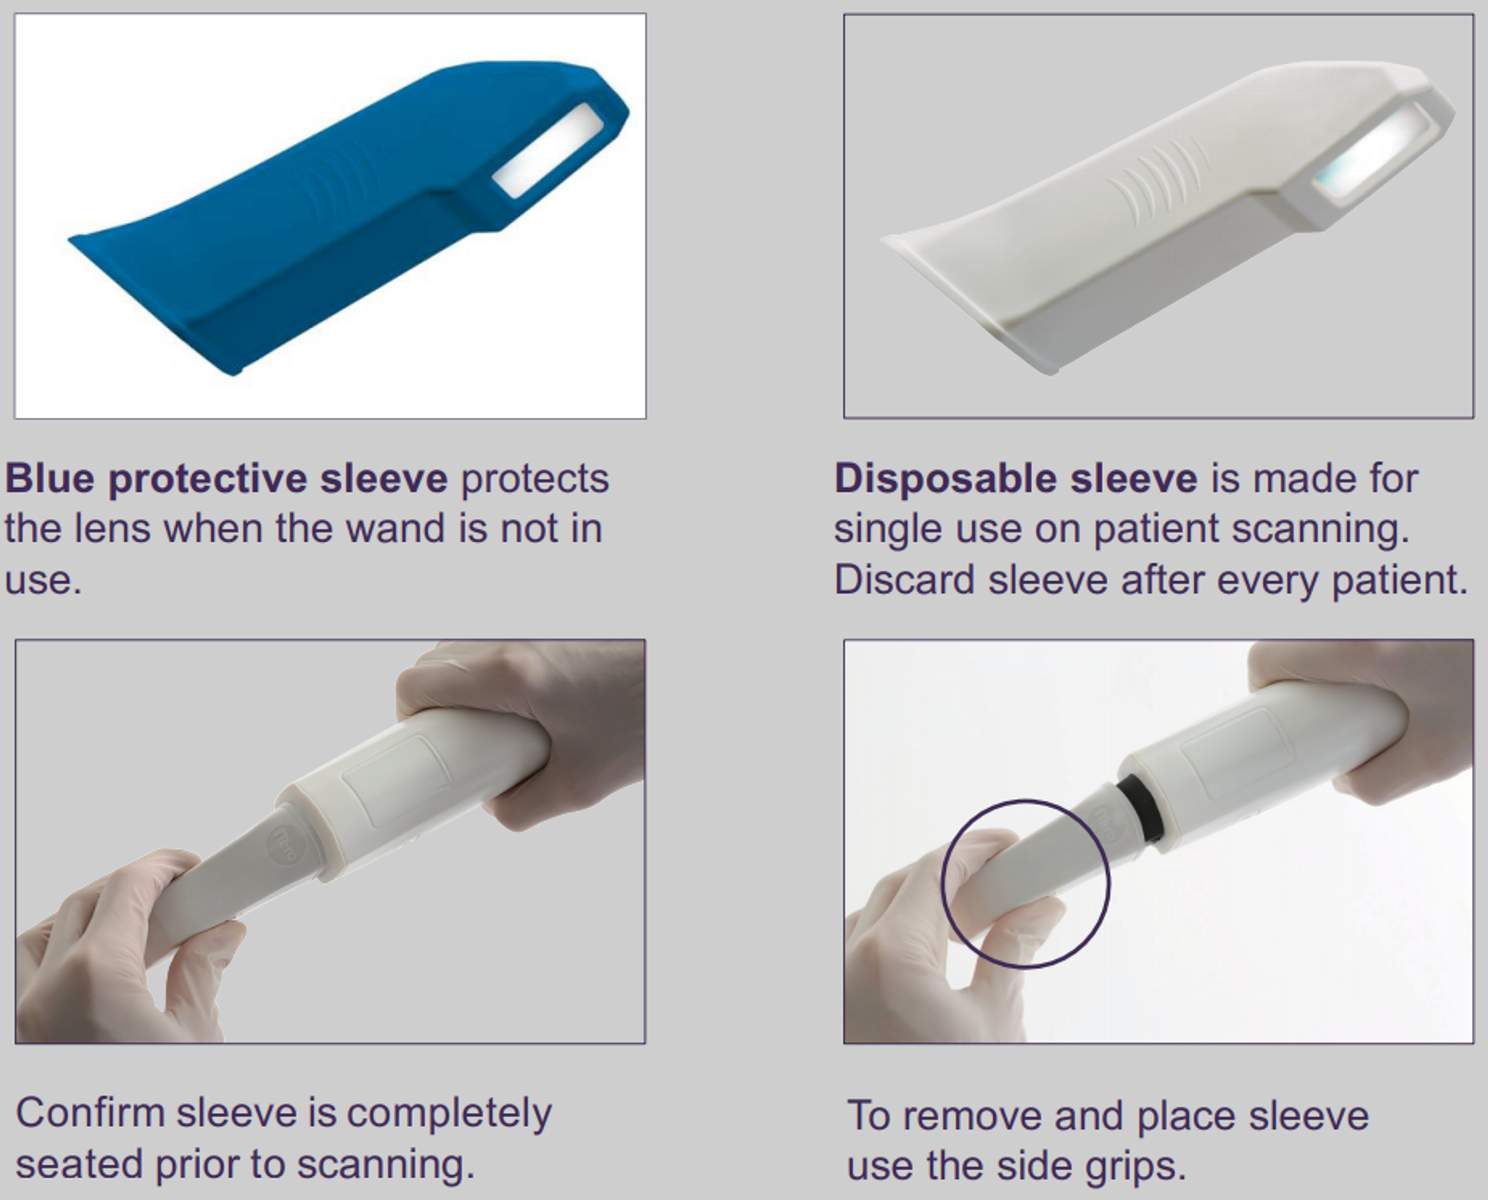 Blue protective sleeve protects
the lens when the wand is not in
use.
Disposable sleeve is made for
single use on patient scanning.
Discard sleeve after every patient.
Confirm sleeve is completely
seated prior to scanning.
To remove and place sleeve
use the side grips.